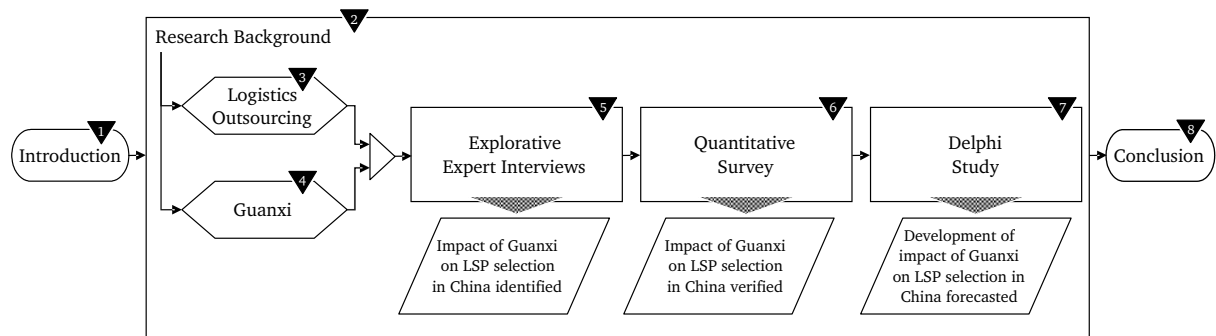 2
Research Background
3
Logistics
Outsourcing
4
Guanxi
1
Introduction
5
Explorative
Expert Interviews
6
Quantitative
Survey
7
Delphi
Study
8
Conclusion
Impact of Guanxi
on LSP selection
in China identified
Impact of Guanxi
on LSP selection
in China verified
Development of
impact of Guanxi
on LSP selection in
China forecasted